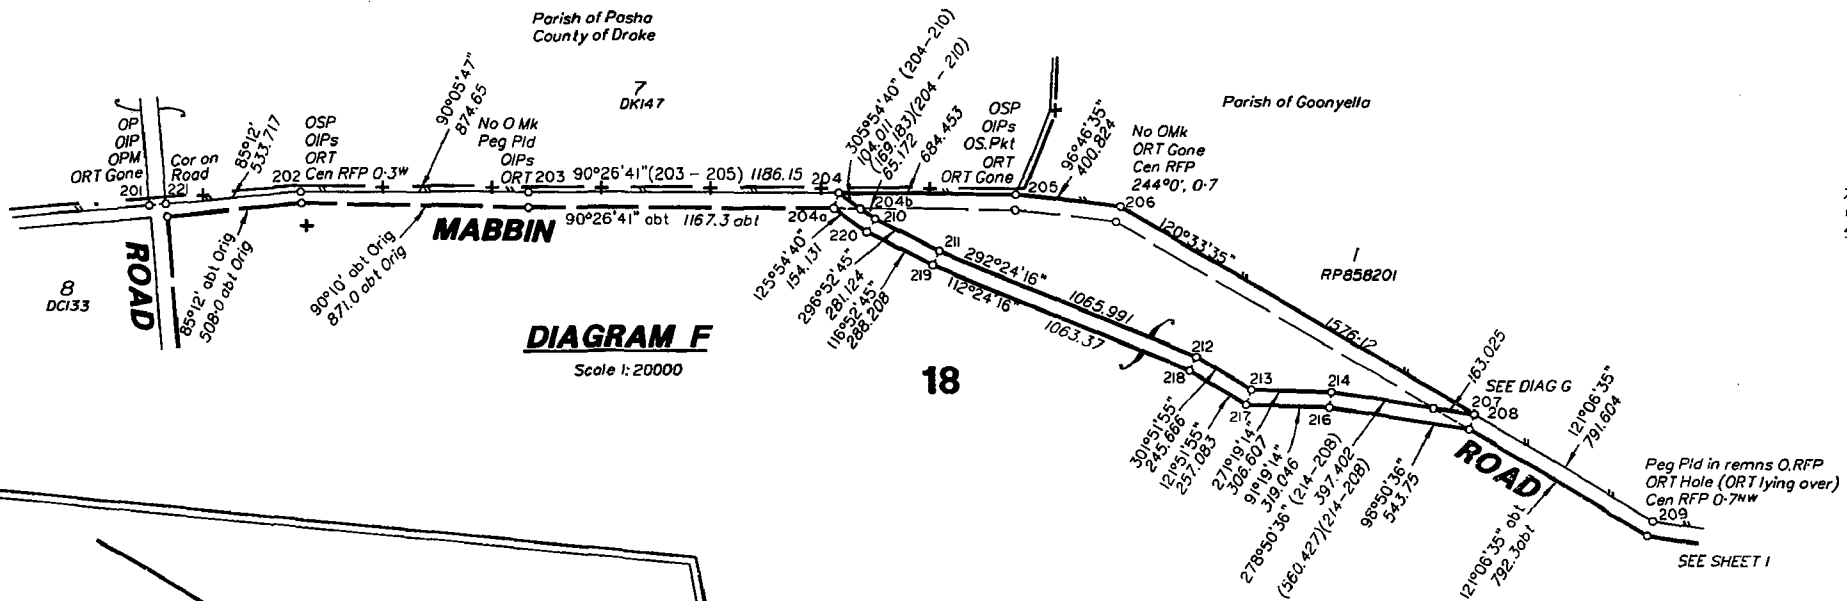 Parish of Pasha
County of Drake
7
DK147
Parish of Goonyella
OP
OIP
OPM
ORT Gone
201
221
Cor on
Road
85°12'
533.717
202
OSP
OIPs
ORT
Cen RFP 0·3ᵂ
90°05'47"
874.65
No O Mk
Peg Pld
OIPs
ORT
203
90°26'41"(203-205) 1186.15
204
305°54'40" (204-210)
104.011
(169.183)(204-210)
65.172
684.453
OSP
OIPs
OS.Pkt
ORT
ORT Gone
205
96°46'35"
400.824
No OMk
ORT Gone
Cen RFP
244°0', 0·7
206
120°33'35"
1576·12
1
RP858201
8
DC133
ROAD
85°12' abt Orig
508·0 abt Orig
90°10' abt Orig
871.0 abt Orig
MABBIN
90°26'41" abt 1167.3 abt
204a
204b
210
220
125°54'40"
154.131
296°52'45"
281.124
116°52'45"
288.208
211
219
292°24'16"
1065.991
112°24'16"
1063.37
DIAGRAM F
Scale 1:20000
18
212
218
213
214
217
216
301°51'55"
245.666
121°51'55"
257.083
271°19'14"
306.607
91°19'14"
319.046
278°50'36" (214-208)
397.402
(560.427)(214-208)
98°50'36"
543.75
163.025
SEE DIAG G
207
208
ROAD
121°06'35"
791.604
121°06'35" abt
792.3abt
Peg Pld in remns O.RFP
ORT Hole (ORT lying over)
Cen RFP 0·7ᴺᵂ
209
SEE SHEET 1